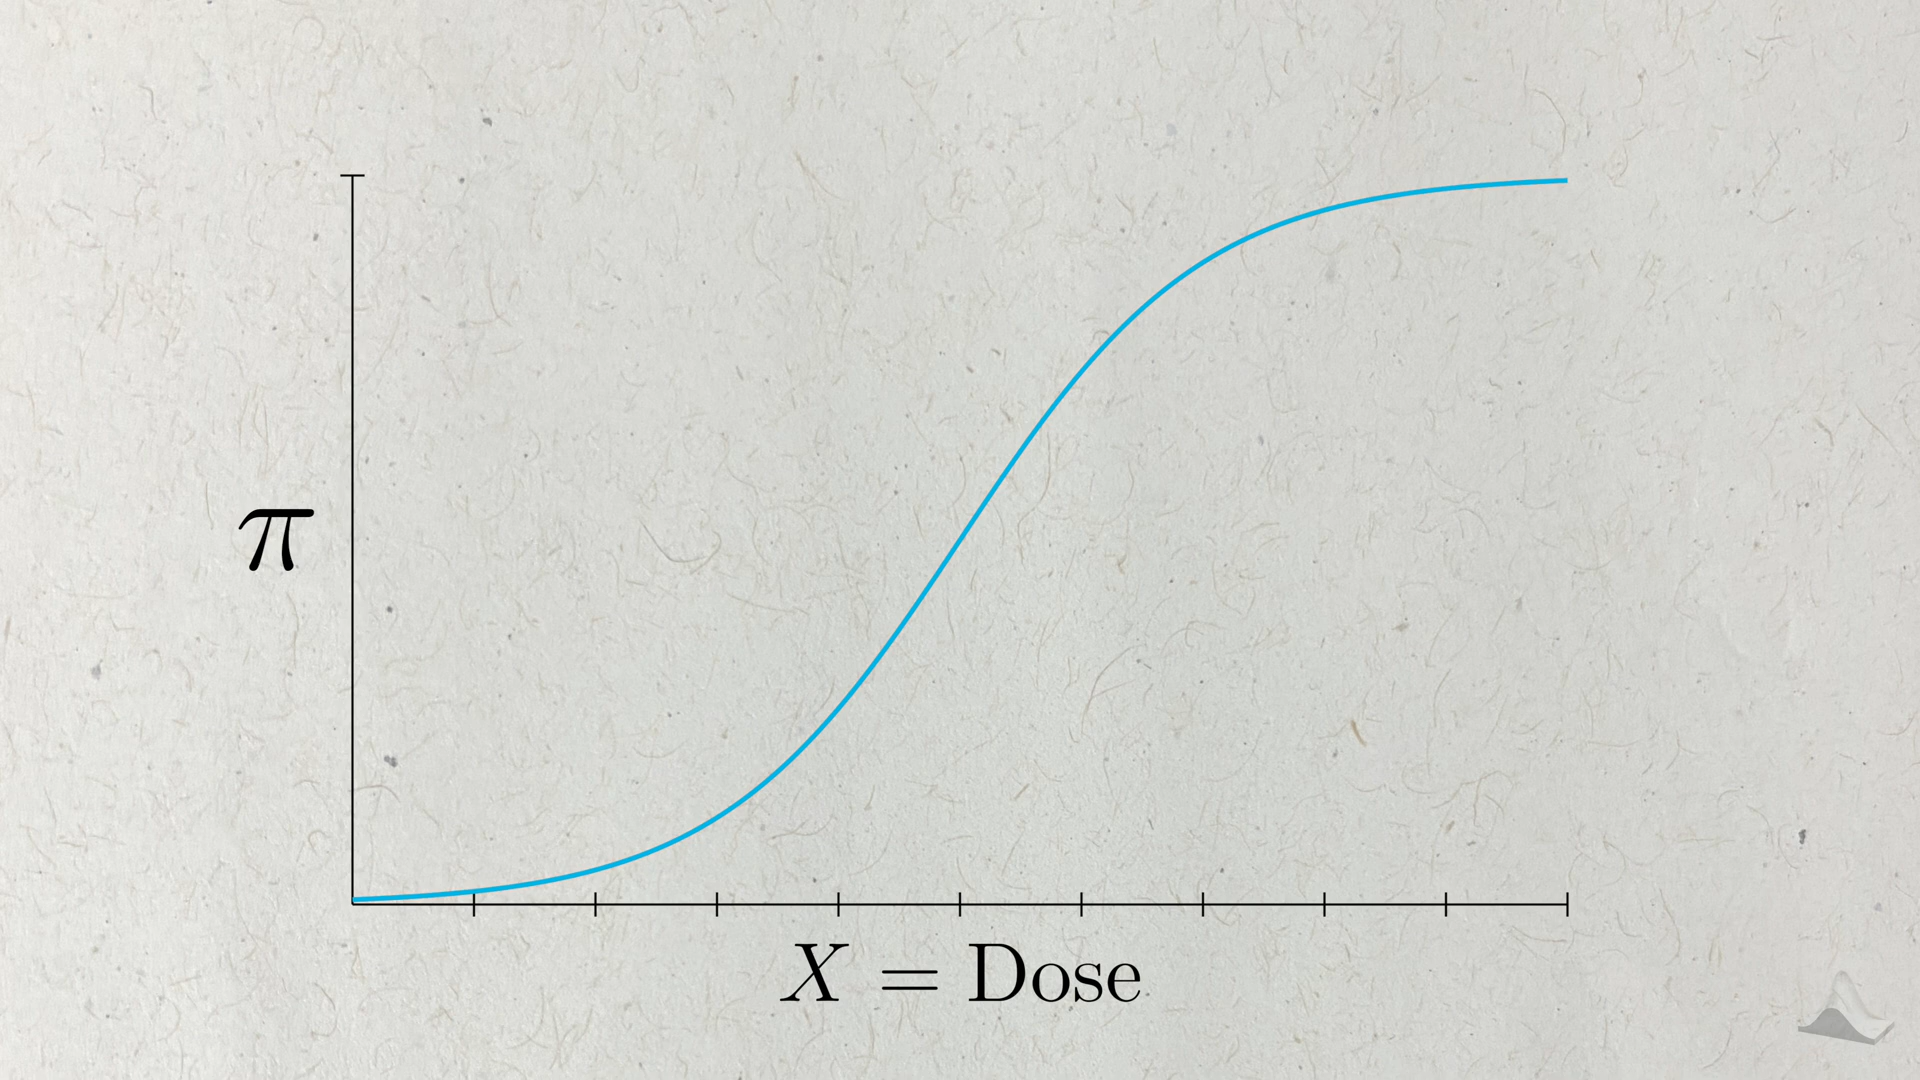 π
X = Dose